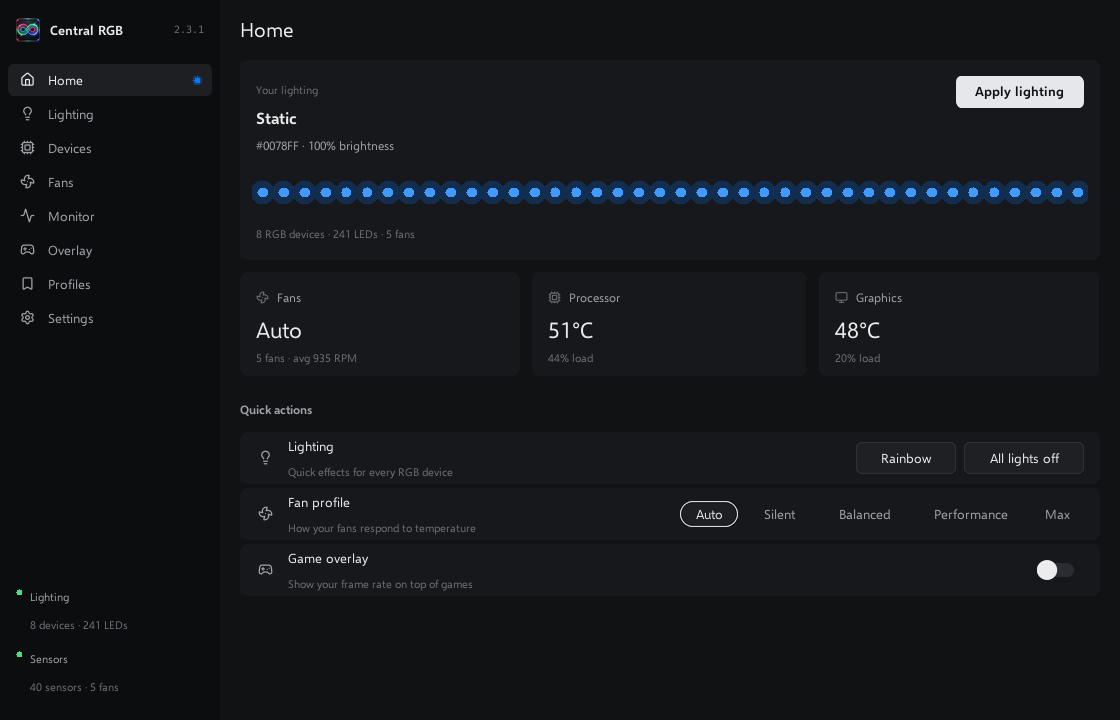 Central RGB 2.3.1
Home
Lighting
Devices
Fans
Monitor
Overlay
Profiles
Settings
Lighting
8 devices · 241 LEDs
Sensors
40 sensors · 5 fans
Home
Your lighting
Apply lighting
Static
#0078FF · 100% brightness
8 RGB devices · 241 LEDs · 5 fans
Fans
Auto
5 fans · avg 935 RPM
Processor
51°C
44% load
Graphics
48°C
20% load
Quick actions
Lighting
Quick effects for every RGB device
Rainbow
All lights off
Fan profile
How your fans respond to temperature
Auto
Silent
Balanced
Performance
Max
Game overlay
Show your frame rate on top of games